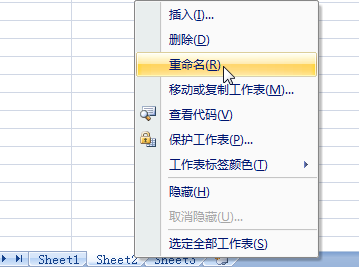 插入(I)...
删除(D)
重命名(R)
移动或复制工作表(M)...
查看代码(V)
保护工作表(P)...
工作表标签颜色(T)
隐藏(H)
取消隐藏(U)...
选定全部工作表(S)
Sheet1 Sheet2 Sheet3